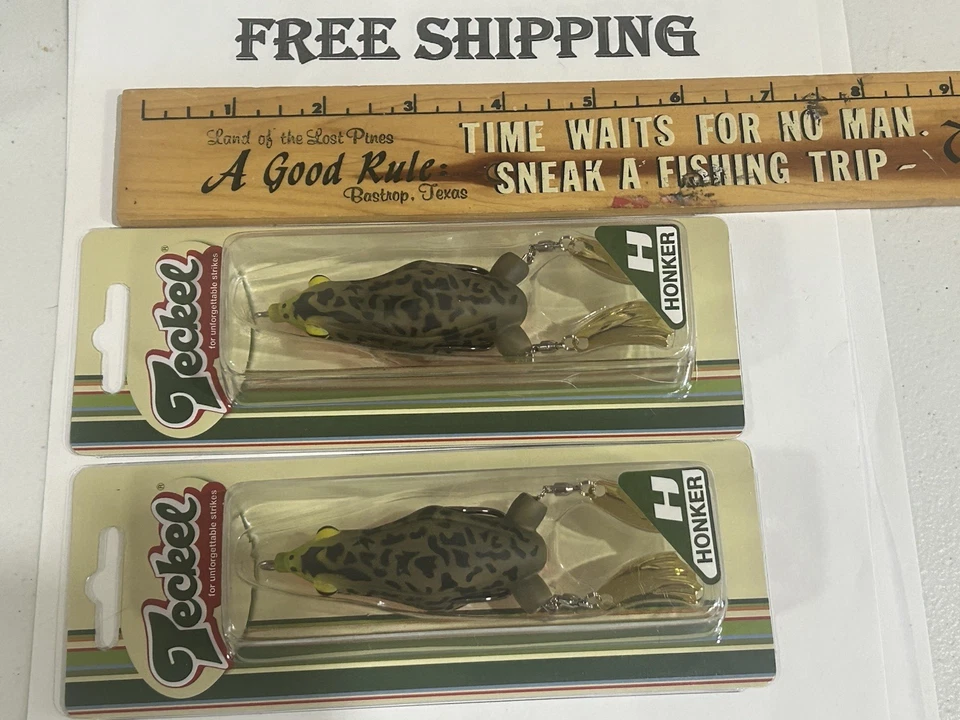 FREE SHIPPING
1 2 3 4 5 6 7 8 9
Land of the Lost Pines
A Good Rule:
Bastrop, Texas
TIME WAITS FOR NO MAN.
SNEAK A FISHING TRIP -
Teckel®
for unforgettable strikes
H
HONKER
Teckel®
for unforgettable strikes
H
HONKER